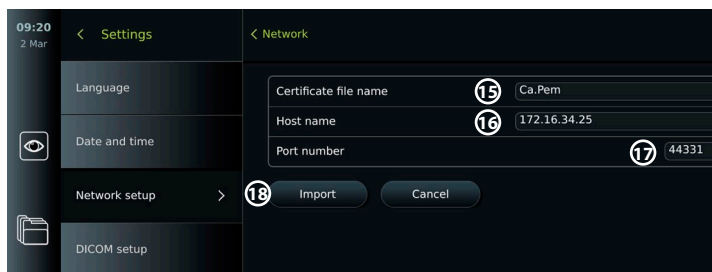 09:20
2 Mar
Settings
Network
Language
Date and time
Network setup
DICOM setup
Certificate file name
15
Ca.Pem
Host name
16
172.16.34.25
Port number
17
44331
18
Import
Cancel